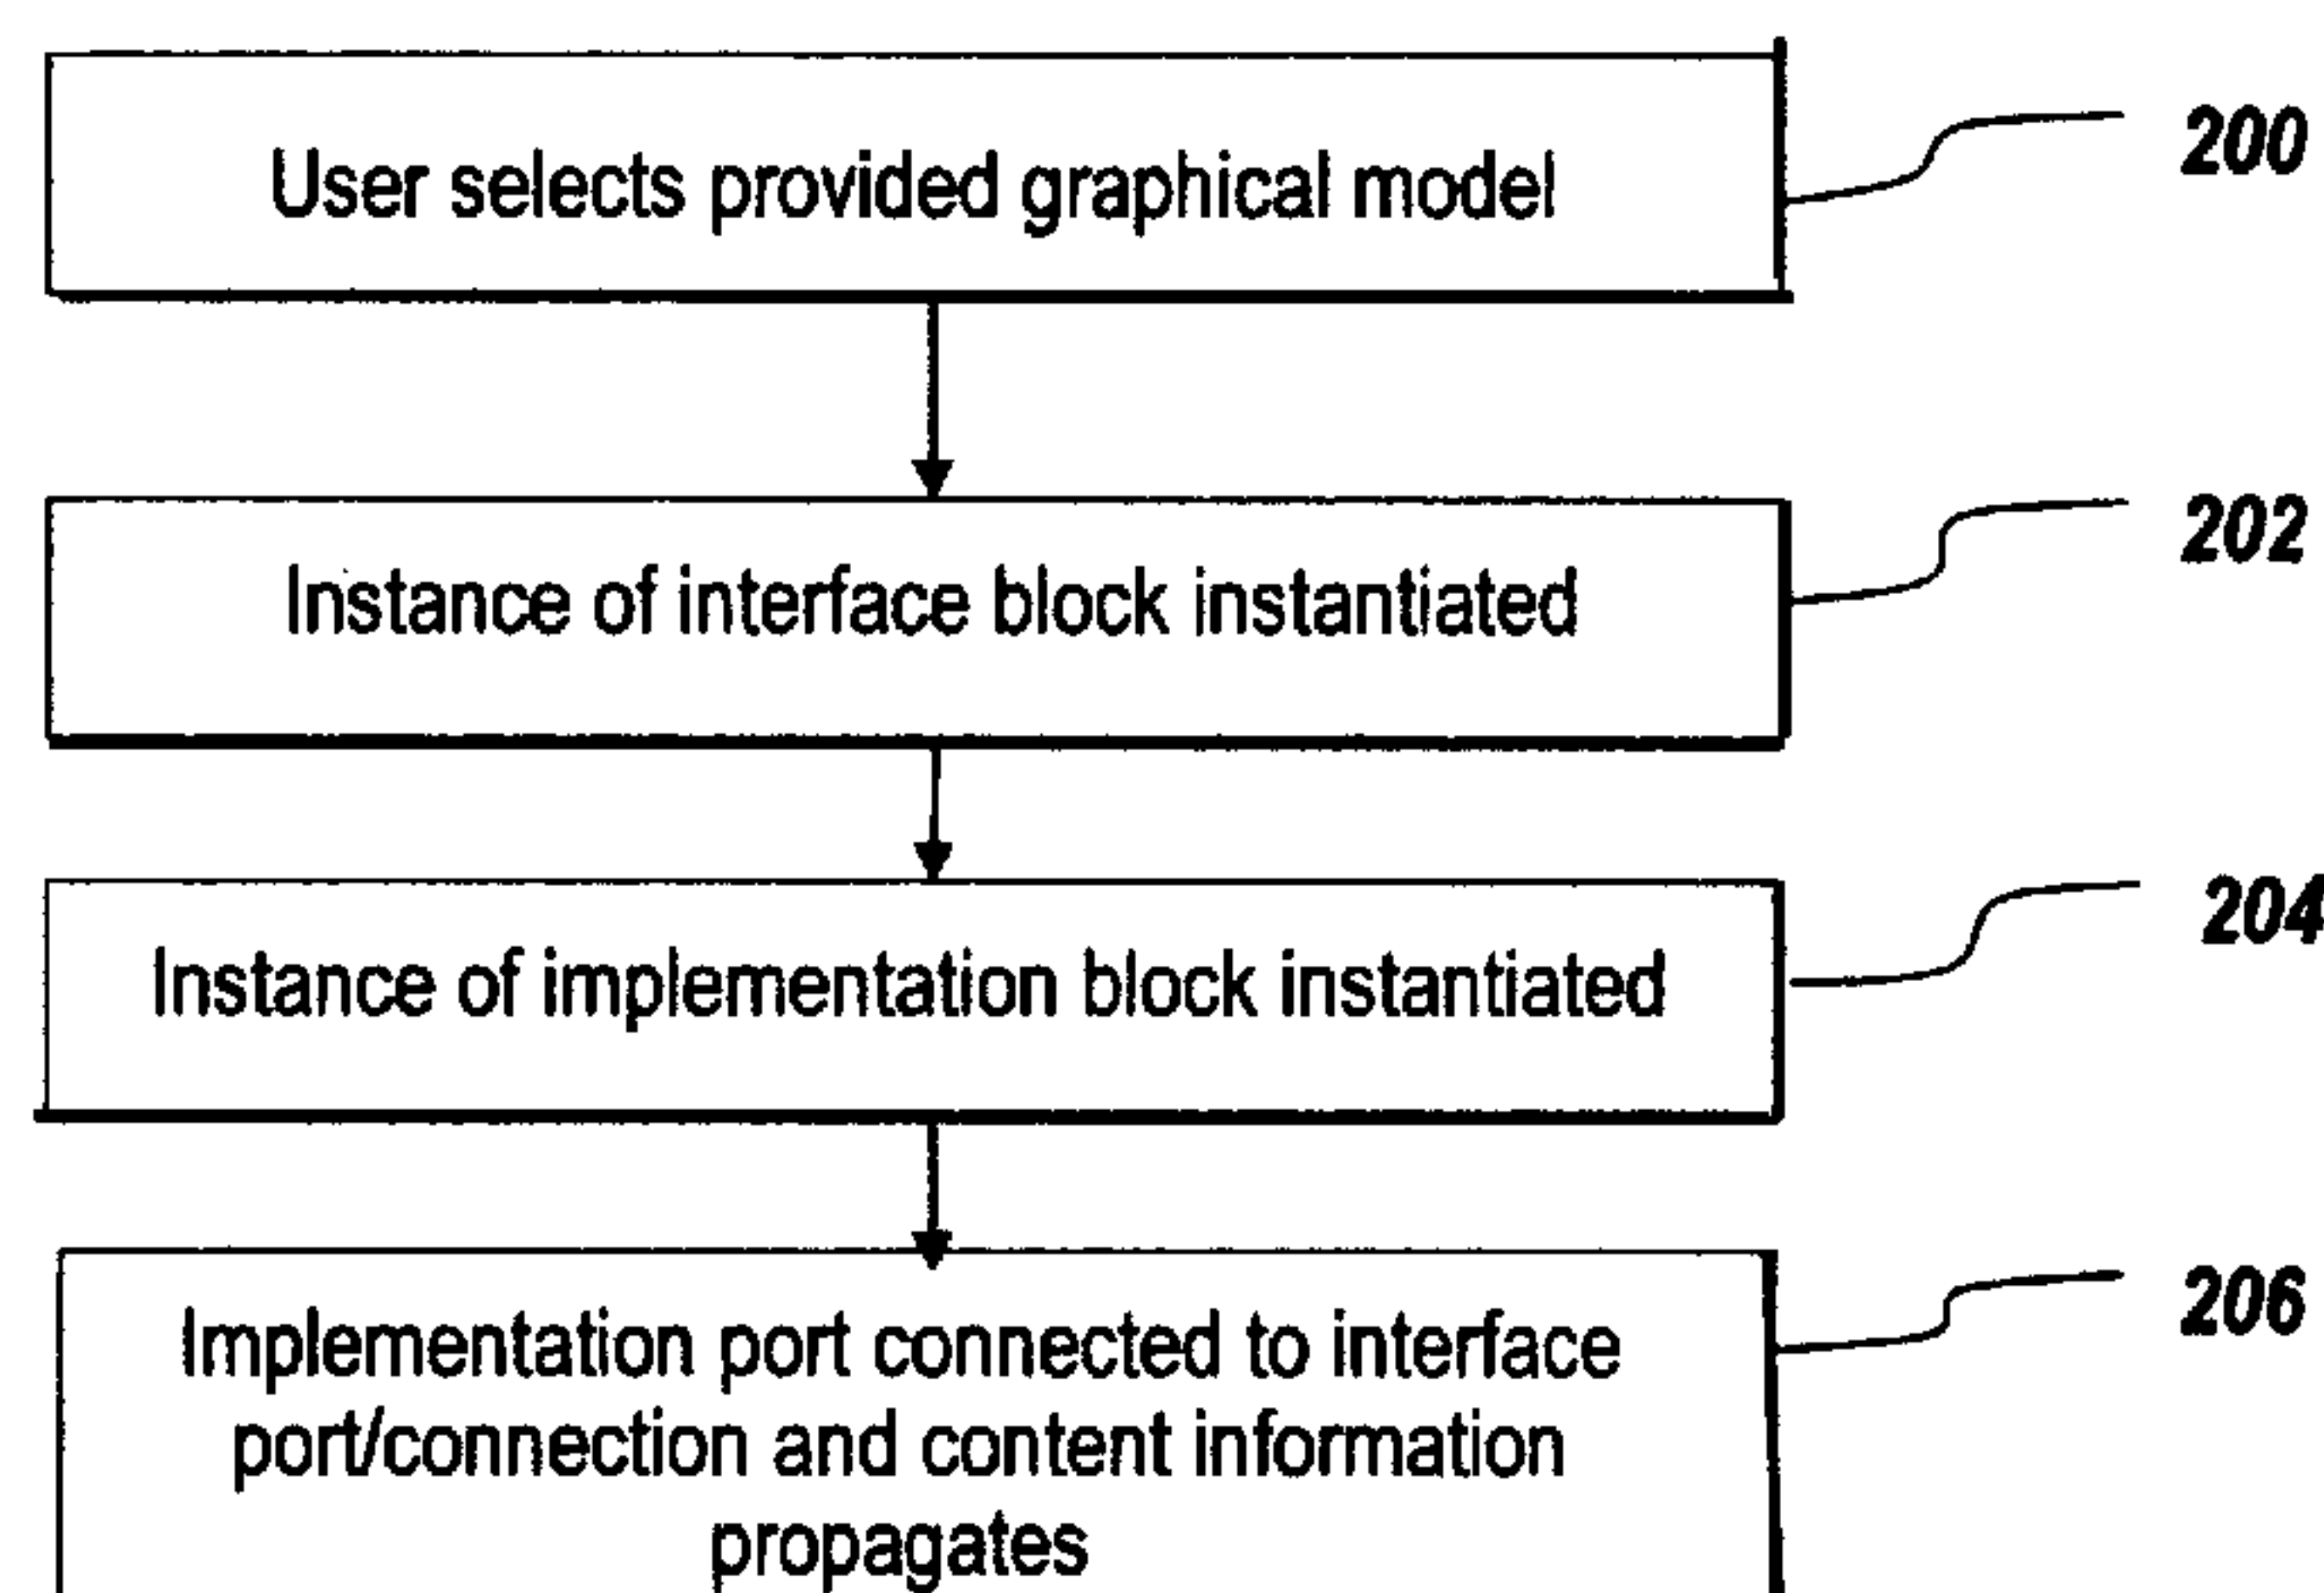 User selects provided graphical model
200
Instance of interface block instantiated
202
Instance of implementation block instantiated
204
Implementation port connected to interface
port/connection and content information
propagates
206